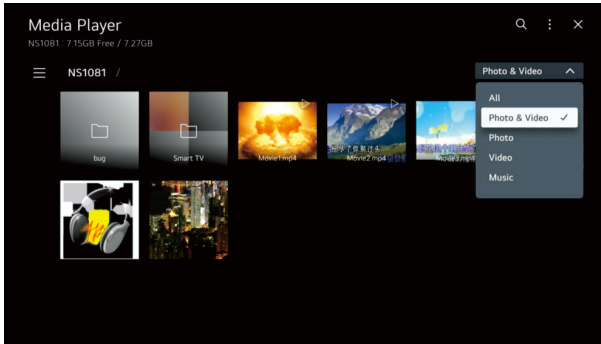 Media Player
NS1081 : 7.15GB Free / 7.27GB
NS1081 /
Photo & Video
All
Photo & Video
Photo
Video
Music
bug
Smart TV
Movie1.mp4
Movie2.mp4
Movie3.mp4